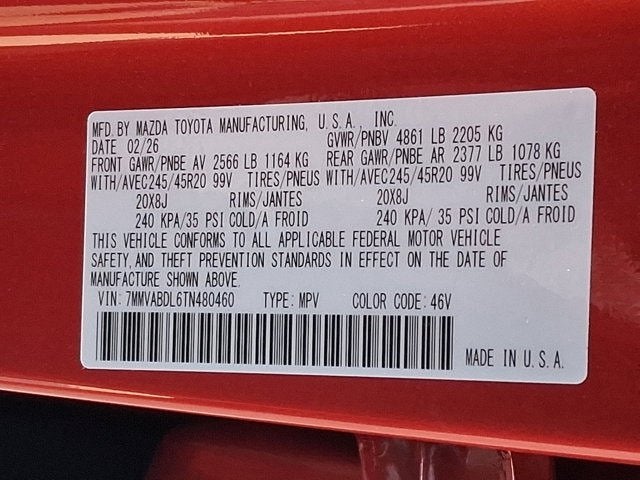 MFD. BY MAZDA TOYOTA MANUFACTURING, U.S.A., INC.
DATE 02/26 GVWR/PNBV 4861 LB 2205 KG
FRONT GAWR/PNBE AV 2566 LB 1164 KG REAR GAWR/PNBE AR 2377 LB 1078 KG
WITH/AVEC245/45R20 99V TIRES/PNEUS WITH/AVEC245/45R20 99V TIRES/PNEUS
20X8J RIMS/JANTES 20X8J RIMS/JANTES
240 KPA/35 PSI COLD/A FROID 240 KPA/ 35 PSI COLD/A FROID
THIS VEHICLE CONFORMS TO ALL APPLICABLE FEDERAL MOTOR VEHICLE
SAFETY, AND THEFT PREVENTION STANDARDS IN EFFECT ON THE DATE OF
MANUFACTURE SHOWN ABOVE.
VIN: 7MMVABDL6TN480460 TYPE: MPV COLOR CODE: 46V
MADE IN U.S.A.